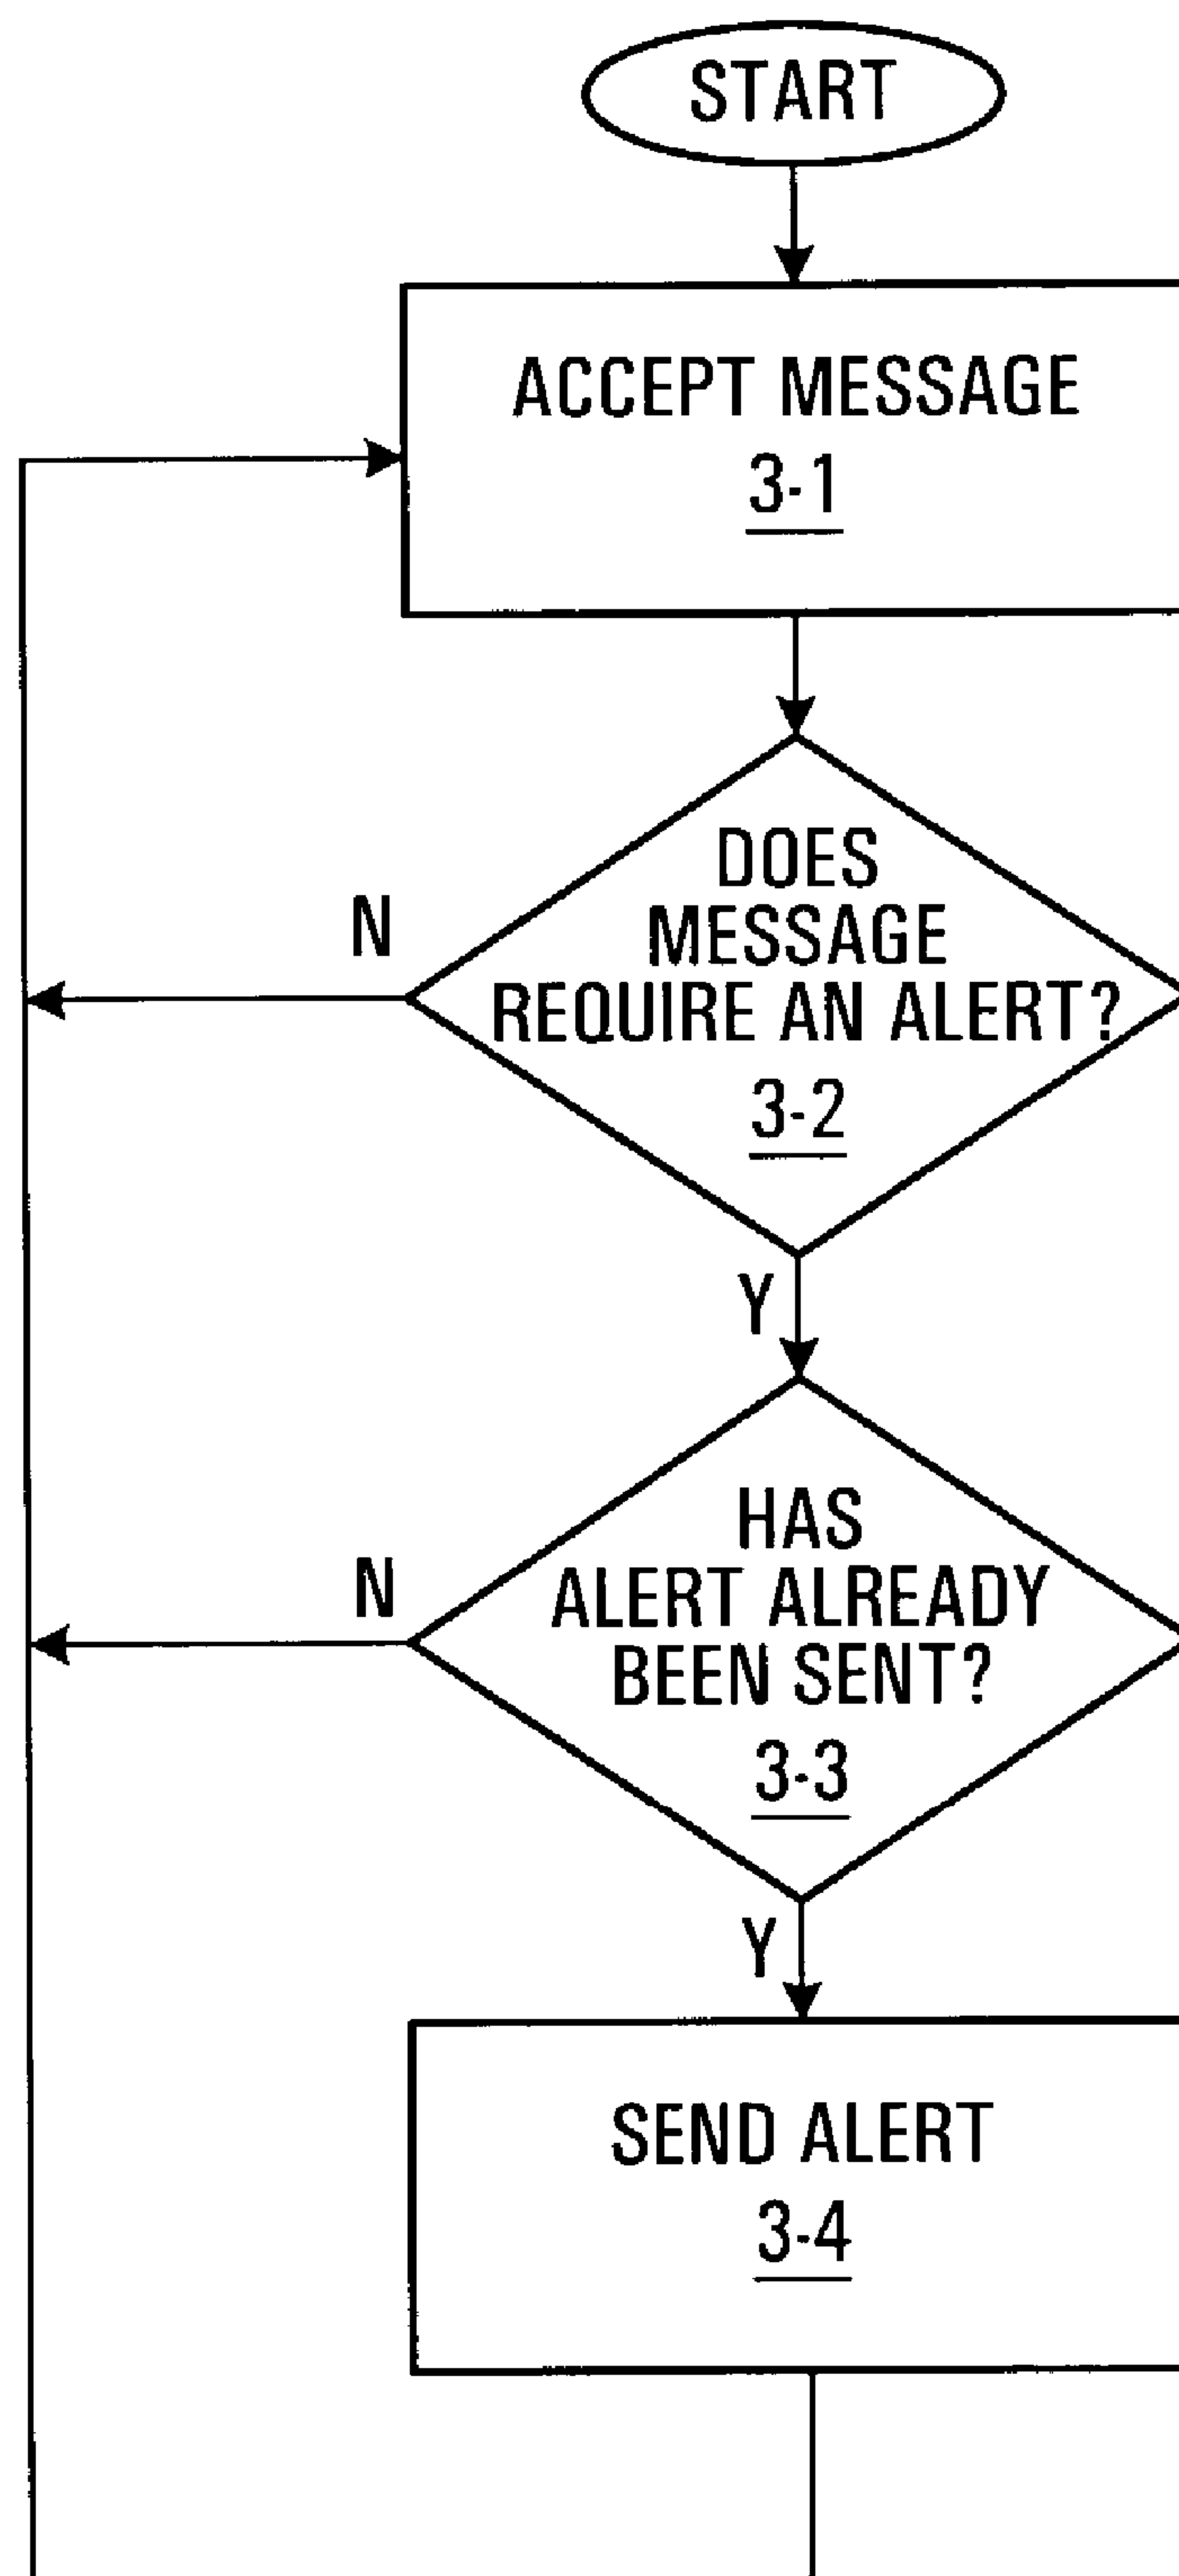 START
ACCEPT MESSAGE
3-1
DOES
MESSAGE
REQUIRE AN ALERT?
3-2
N
Y
HAS
ALERT ALREADY
BEEN SENT?
3-3
N
Y
SEND ALERT
3-4